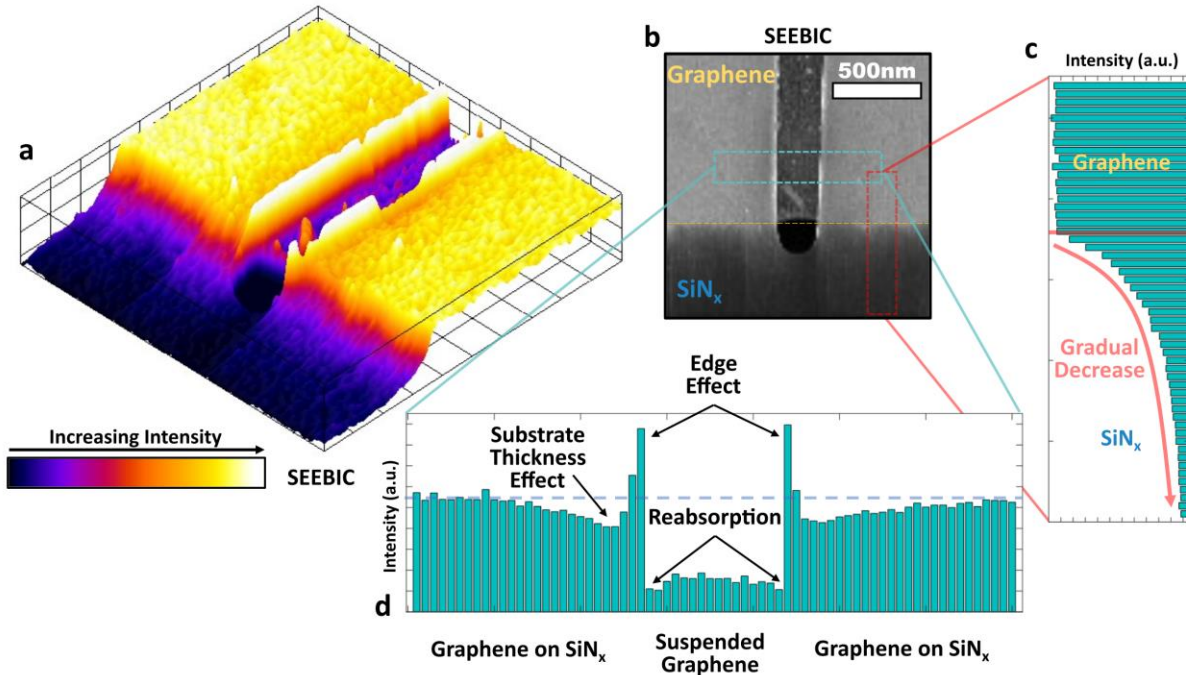 a
Increasing Intensity
SEEBIC
b
SEEBIC
Graphene
500nm
SiNx
c
Intensity (a.u.)
Graphene
Gradual
Decrease
SiNx
d
Intensity (a.u.)
Edge
Effect
Substrate
Thickness
Effect
Reabsorption
Graphene on SiNx
Suspended
Graphene
Graphene on SiNx